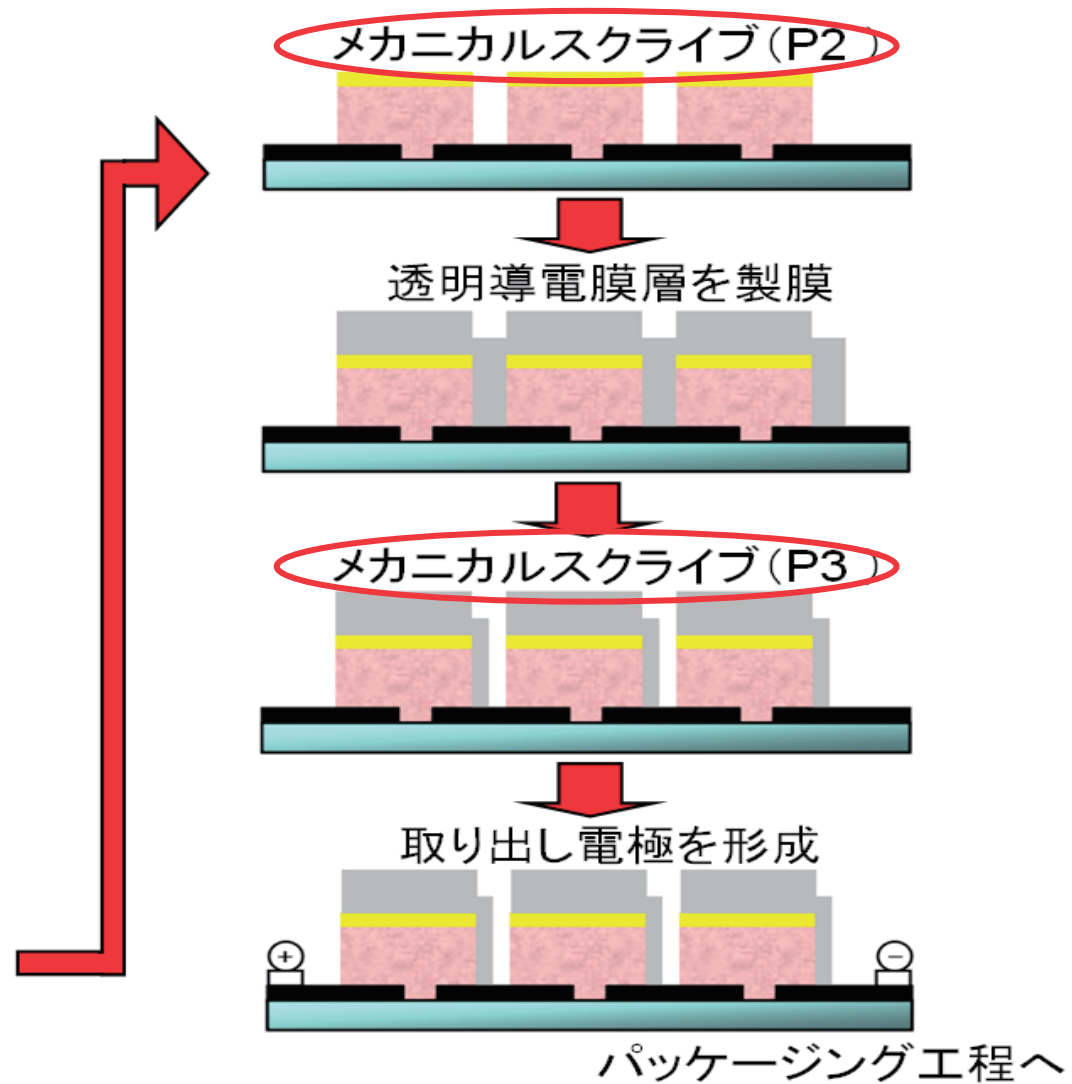 メカニカルスクライブ(P2 )
透明導電膜層を製膜
メカニカルスクライブ(P3 )
取り出し電極を形成
+
−
パッケージング工程へ